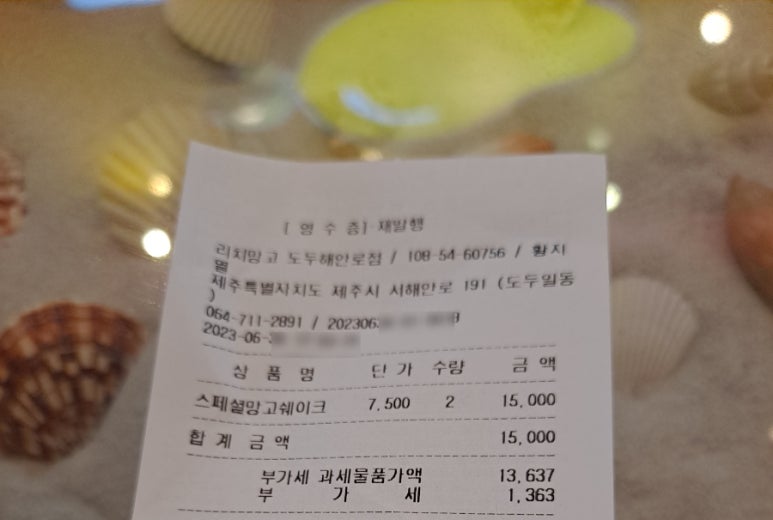 [ 영 수 증] 재발행
리치망고 도두해안로점 / 108-54-60756 / 황지
열
제주특별자치도 제주시 서해안로 191 (도두일동
)
064-711-2891 / 202306
2023-06-
상 품 명 단 가 수량 금 액
스페셜망고쉐이크 7,500 2 15,000
합 계 금 액 15,000
부가세 과세물품가액 13,637
부 가 세 1,363